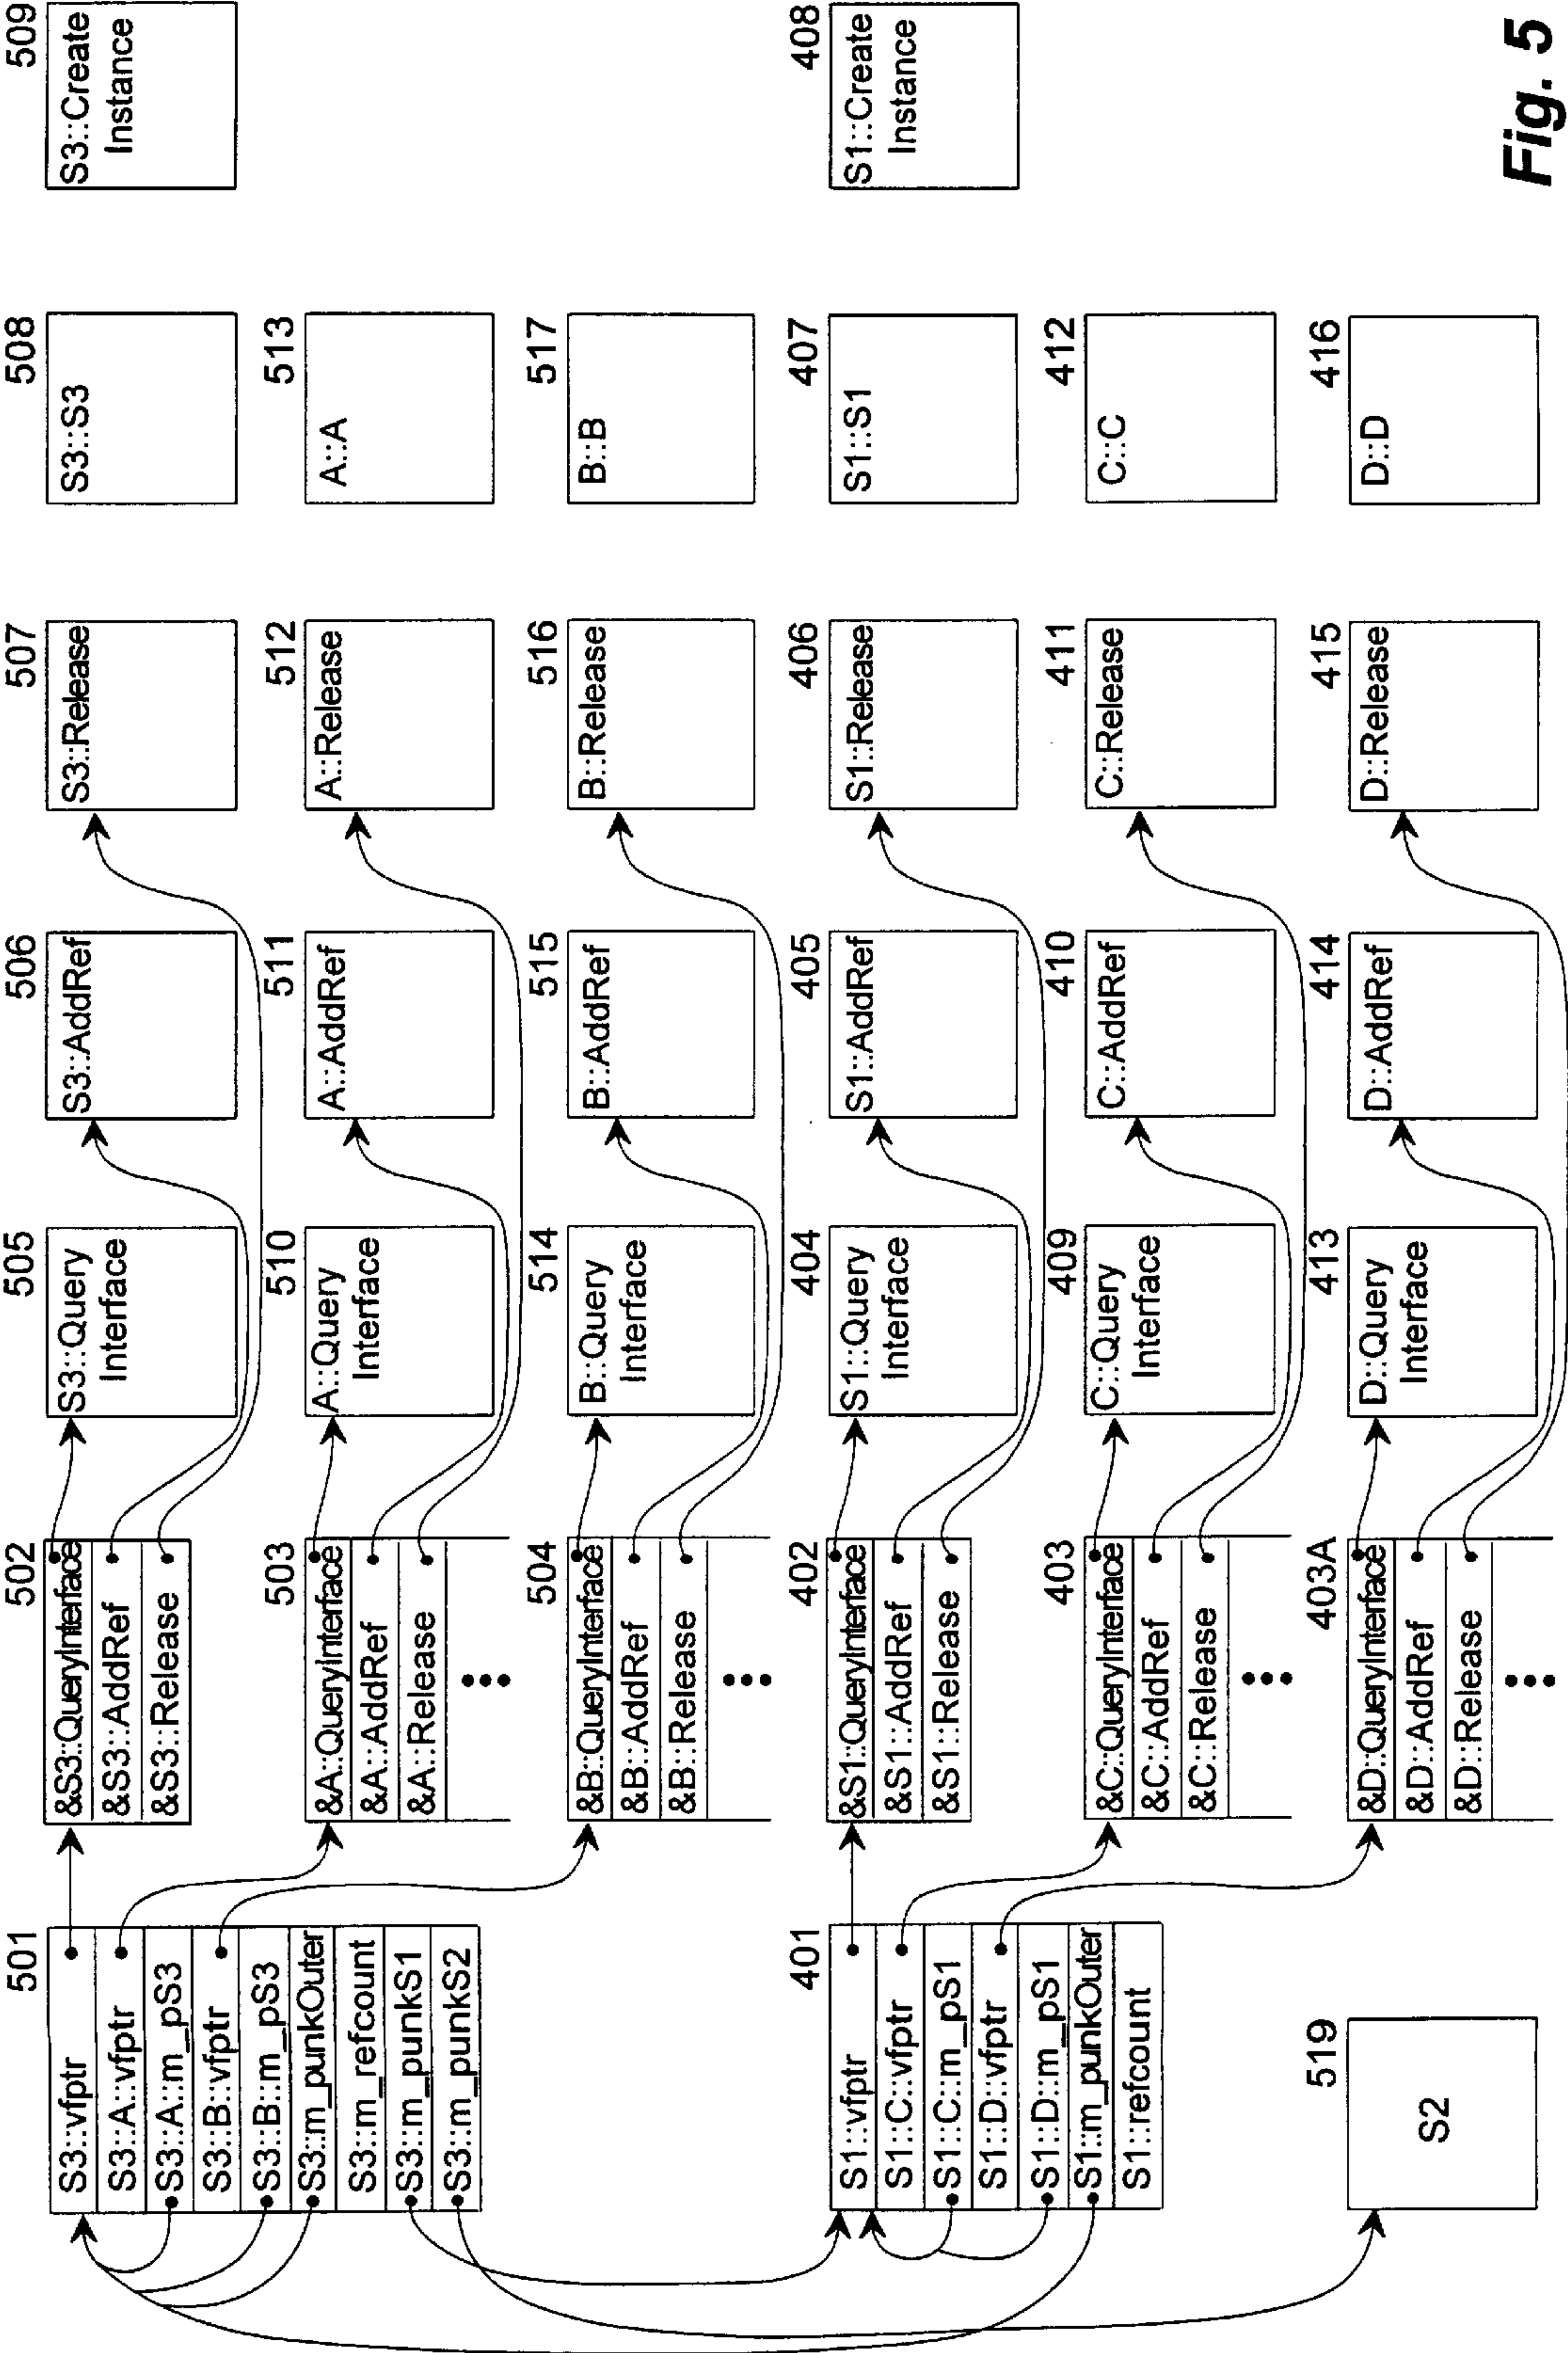 501
S3::vfptr
S3::A::vfptr
S3::A::m_pS3
S3::B::vfptr
S3::B::m_pS3
S3::m_punkOuter
S3::m_refcount
S3::m_punkS1
S3::m_punkS2
502
&S3::QueryInterface
&S3::AddRef
&S3::Release
505
S3::Query
Interface
506
S3::AddRef
507
S3::Release
508
S3::S3
509
S3::Create
Instance
503
&A::QueryInterface
&A::AddRef
&A::Release
510
A::Query
Interface
511
A::AddRef
512
A::Release
513
A::A
504
&B::QueryInterface
&B::AddRef
&B::Release
514
B::Query
Interface
515
B::AddRef
516
B::Release
517
B::B
401
S1::vfptr
S1::C::vfptr
S1::C::m_pS1
S1::D::vfptr
S1::D::m_pS1
S1::m_punkOuter
S1::refcount
402
&S1::QueryInterface
&S1::AddRef
&S1::Release
404
S1::Query
Interface
405
S1::AddRef
406
S1::Release
407
S1::S1
408
S1::Create
Instance
403
&C::QueryInterface
&C::AddRef
&C::Release
409
C::Query
Interface
410
C::AddRef
411
C::Release
412
C::C
519
S2
403A
&D::QueryInterface
&D::AddRef
&D::Release
413
D::Query
Interface
414
D::AddRef
415
D::Release
416
D::D
Fig. 5